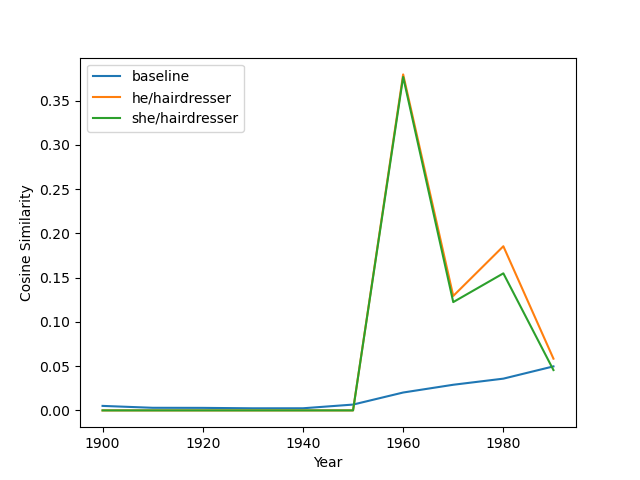 baseline
he/hairdresser
she/hairdresser
0.35
0.30
0.25
0.20
0.15
0.10
0.05
0.00
Cosine Similarity
1900 1920 1940 1960 1980
Year